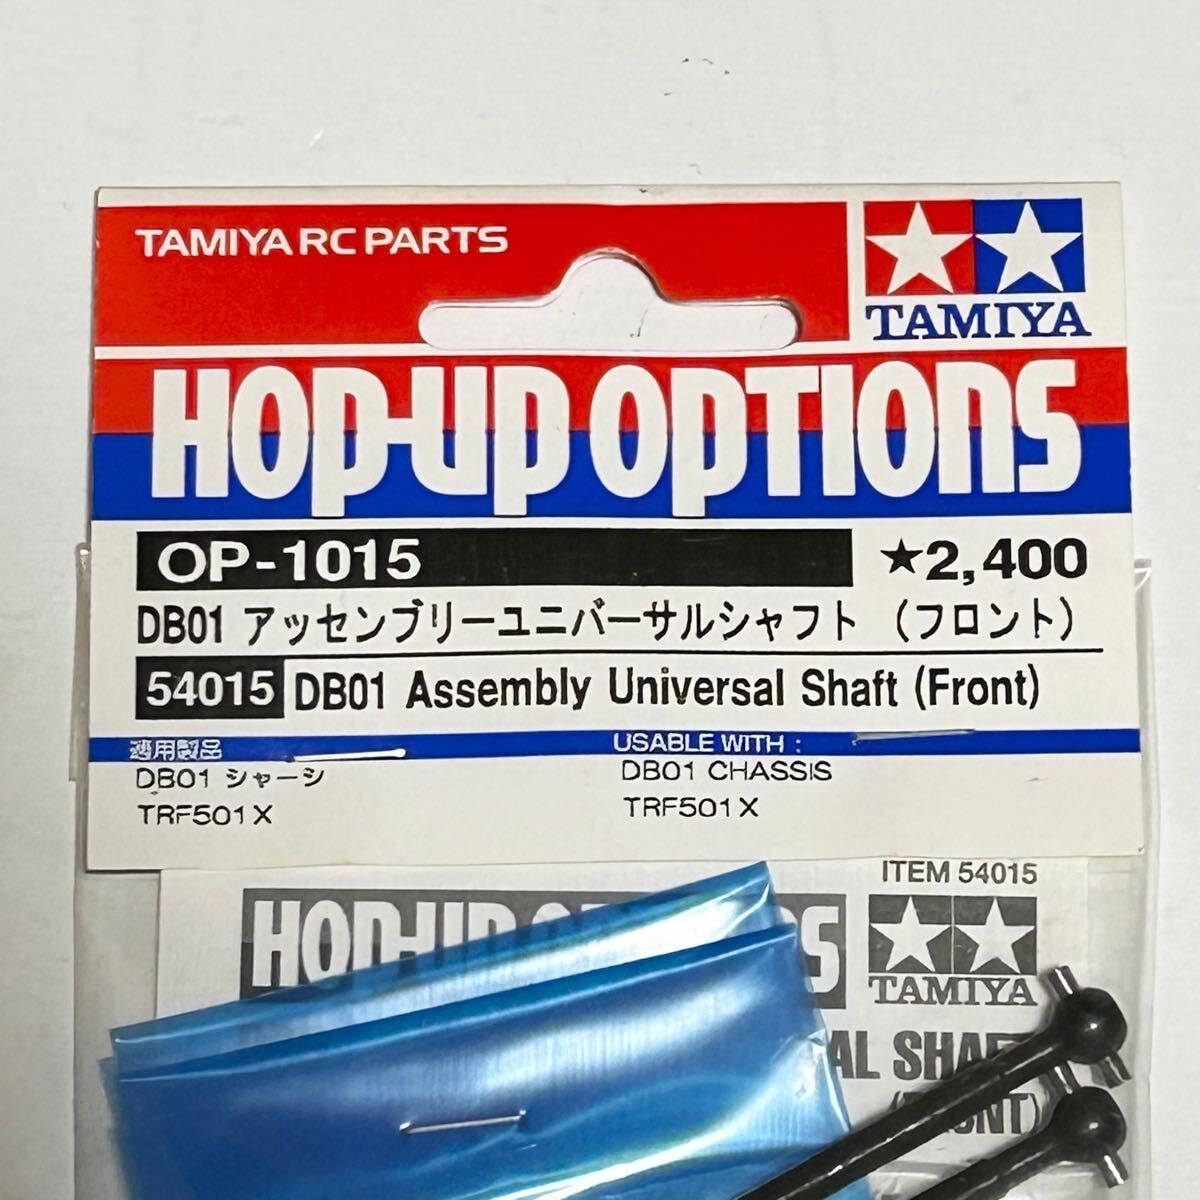 TAMIYA RC PARTS
TAMIYA
HOP-UP OPTIONS
OP-1015
★2,400
DB01 アッセンブリーユニバーサルシャフト (フロント)
54015 DB01 Assembly Universal Shaft (Front)
適用製品
DB01 シャーシ
TRF501X
USABLE WITH :
DB01 CHASSIS
TRF501X
ITEM 54015
HOP-UP
TAMIYA